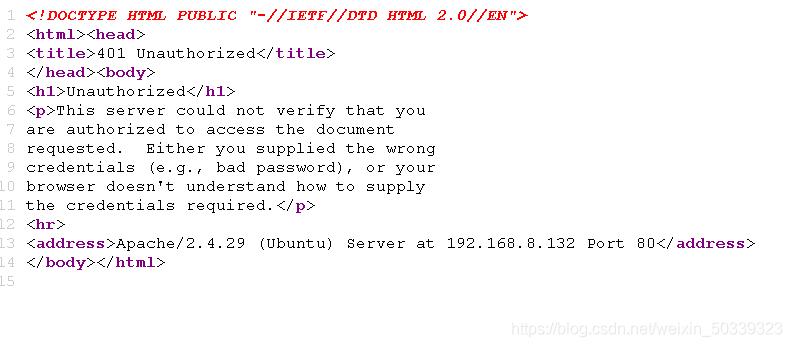 1 <!DOCTYPE HTML PUBLIC "-//IETF//DTD HTML 2.0//EN">
2 <html><head>
3 <title>401 Unauthorized</title>
4 </head><body>
5 <h1>Unauthorized</h1>
6 <p>This server could not verify that you
7 are authorized to access the document
8 requested.  Either you supplied the wrong
9 credentials (e.g., bad password), or your
10 browser doesn't understand how to supply
11 the credentials required.</p>
12 <hr>
13 <address>Apache/2.4.29 (Ubuntu) Server at 192.168.8.132 Port 80</address>
14 </body></html>
15
https://blog.csdn.net/weixin_50339323